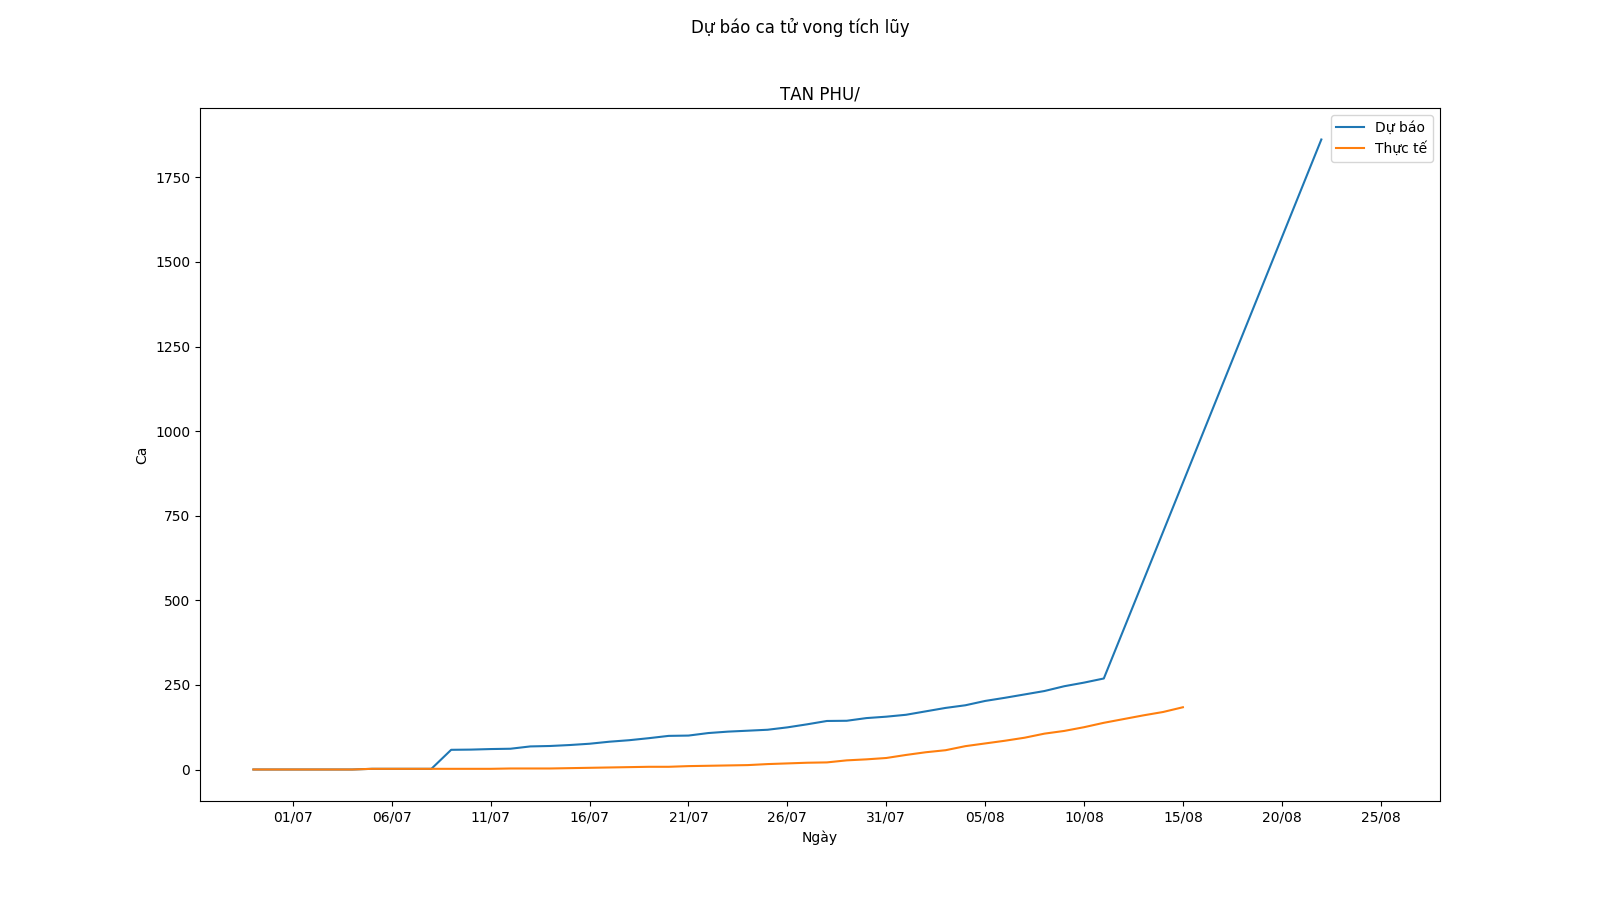 Dự báo ca tử vong tích lũy
TAN PHU/
Dự báo
Thực tế
1750
1500
1250
1000
750
500
250
0
Ca
01/07 06/07 11/07 16/07 21/07 26/07 31/07 05/08 10/08 15/08 20/08 25/08
Ngày